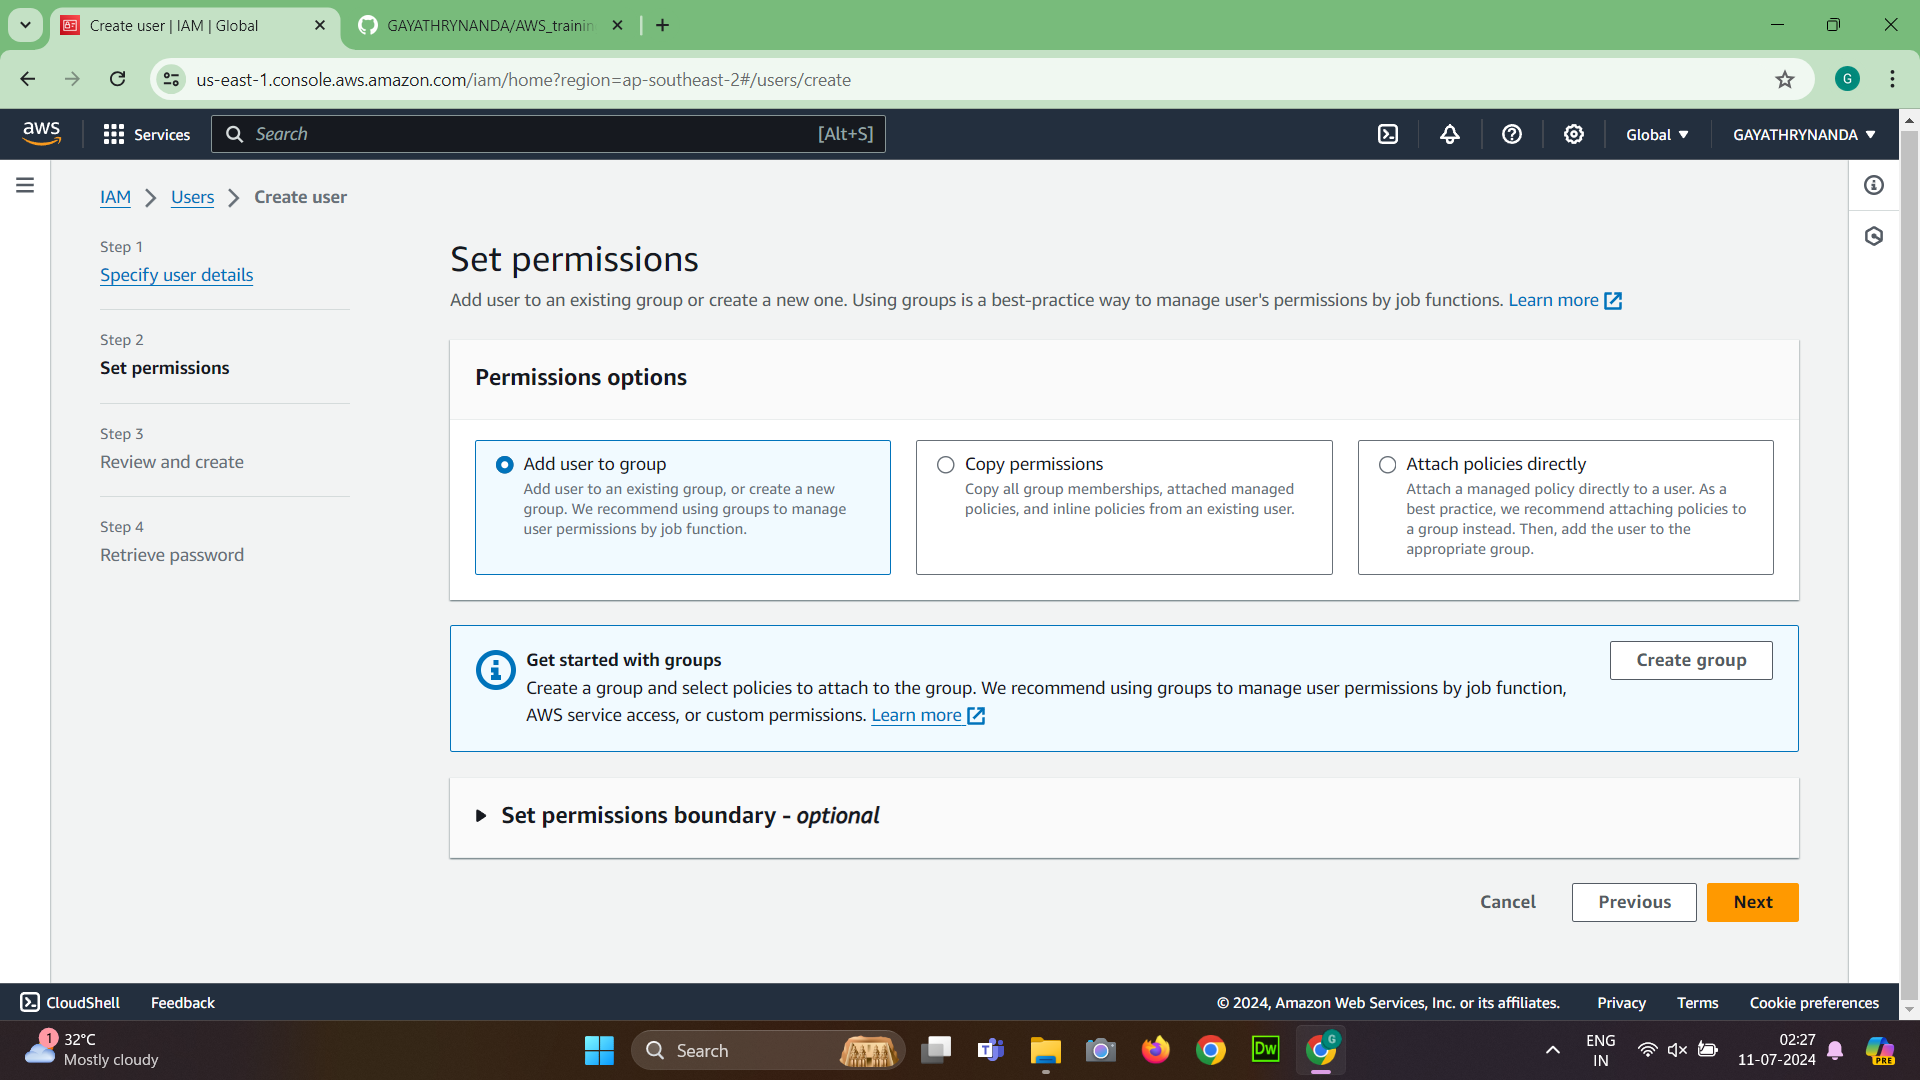 Create user | IAM | Global
GAYATHRYNANDA/AWS_trainin
us-east-1.console.aws.amazon.com/iam/home?region=ap-southeast-2#/users/create
G
aws
Services
Search
[Alt+S]
Global
GAYATHRYNANDA
IAM
Users
Create user
Step 1
Specify user details
Step 2
Set permissions
Step 3
Review and create
Step 4
Retrieve password
Set permissions
Add user to an existing group or create a new one. Using groups is a best-practice way to manage user's permissions by job functions. Learn more
Permissions options
Add user to group
Add user to an existing group, or create a new
group. We recommend using groups to manage
user permissions by job function.
Copy permissions
Copy all group memberships, attached managed
policies, and inline policies from an existing user.
Attach policies directly
Attach a managed policy directly to a user. As a
best practice, we recommend attaching policies to
a group instead. Then, add the user to the
appropriate group.
Get started with groups
Create a group and select policies to attach to the group. We recommend using groups to manage user permissions by job function,
AWS service access, or custom permissions. Learn more
Create group
Set permissions boundary - optional
Cancel
Previous
Next
CloudShell
Feedback
© 2024, Amazon Web Services, Inc. or its affiliates.
Privacy
Terms
Cookie preferences
1
32°C
Mostly cloudy
Search
Dw
G
ENG
IN
02:27
11-07-2024
PRE